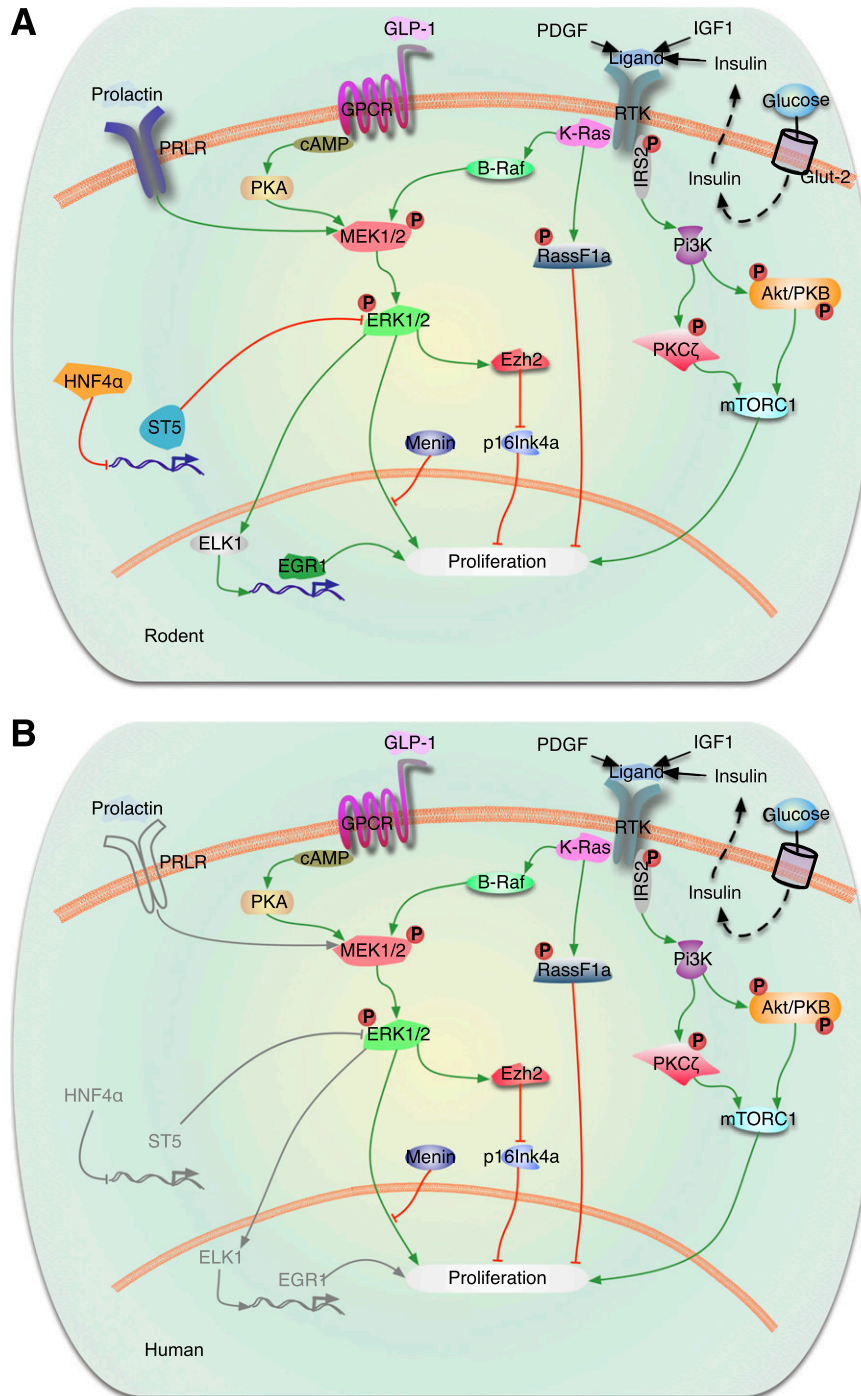 A
GLP-1
PDGF
IGF1
Ligand
Insulin
Prolactin
Glucose
GPCR
RTK
PRLR
cAMP
K-Ras
P
B-Raf
IRS2
Glut-2
PKA
Insulin
P
MEK1/2
P
RassF1a
Pi3K
P
Akt/PKB
P
P
ERK1/2
P
PKCζ
Ezh2
HNF4α
mTORC1
ST5
Menin
p16Ink4a
ELK1
EGR1
Proliferation
Rodent
B
GLP-1
PDGF
IGF1
Ligand
Insulin
Prolactin
Glucose
GPCR
RTK
PRLR
cAMP
K-Ras
P
B-Raf
IRS2
PKA
Insulin
P
MEK1/2
P
RassF1a
Pi3K
P
Akt/PKB
P
P
ERK1/2
P
PKCζ
Ezh2
HNF4α
mTORC1
ST5
Menin
p16Ink4a
ELK1
EGR1
Proliferation
Human